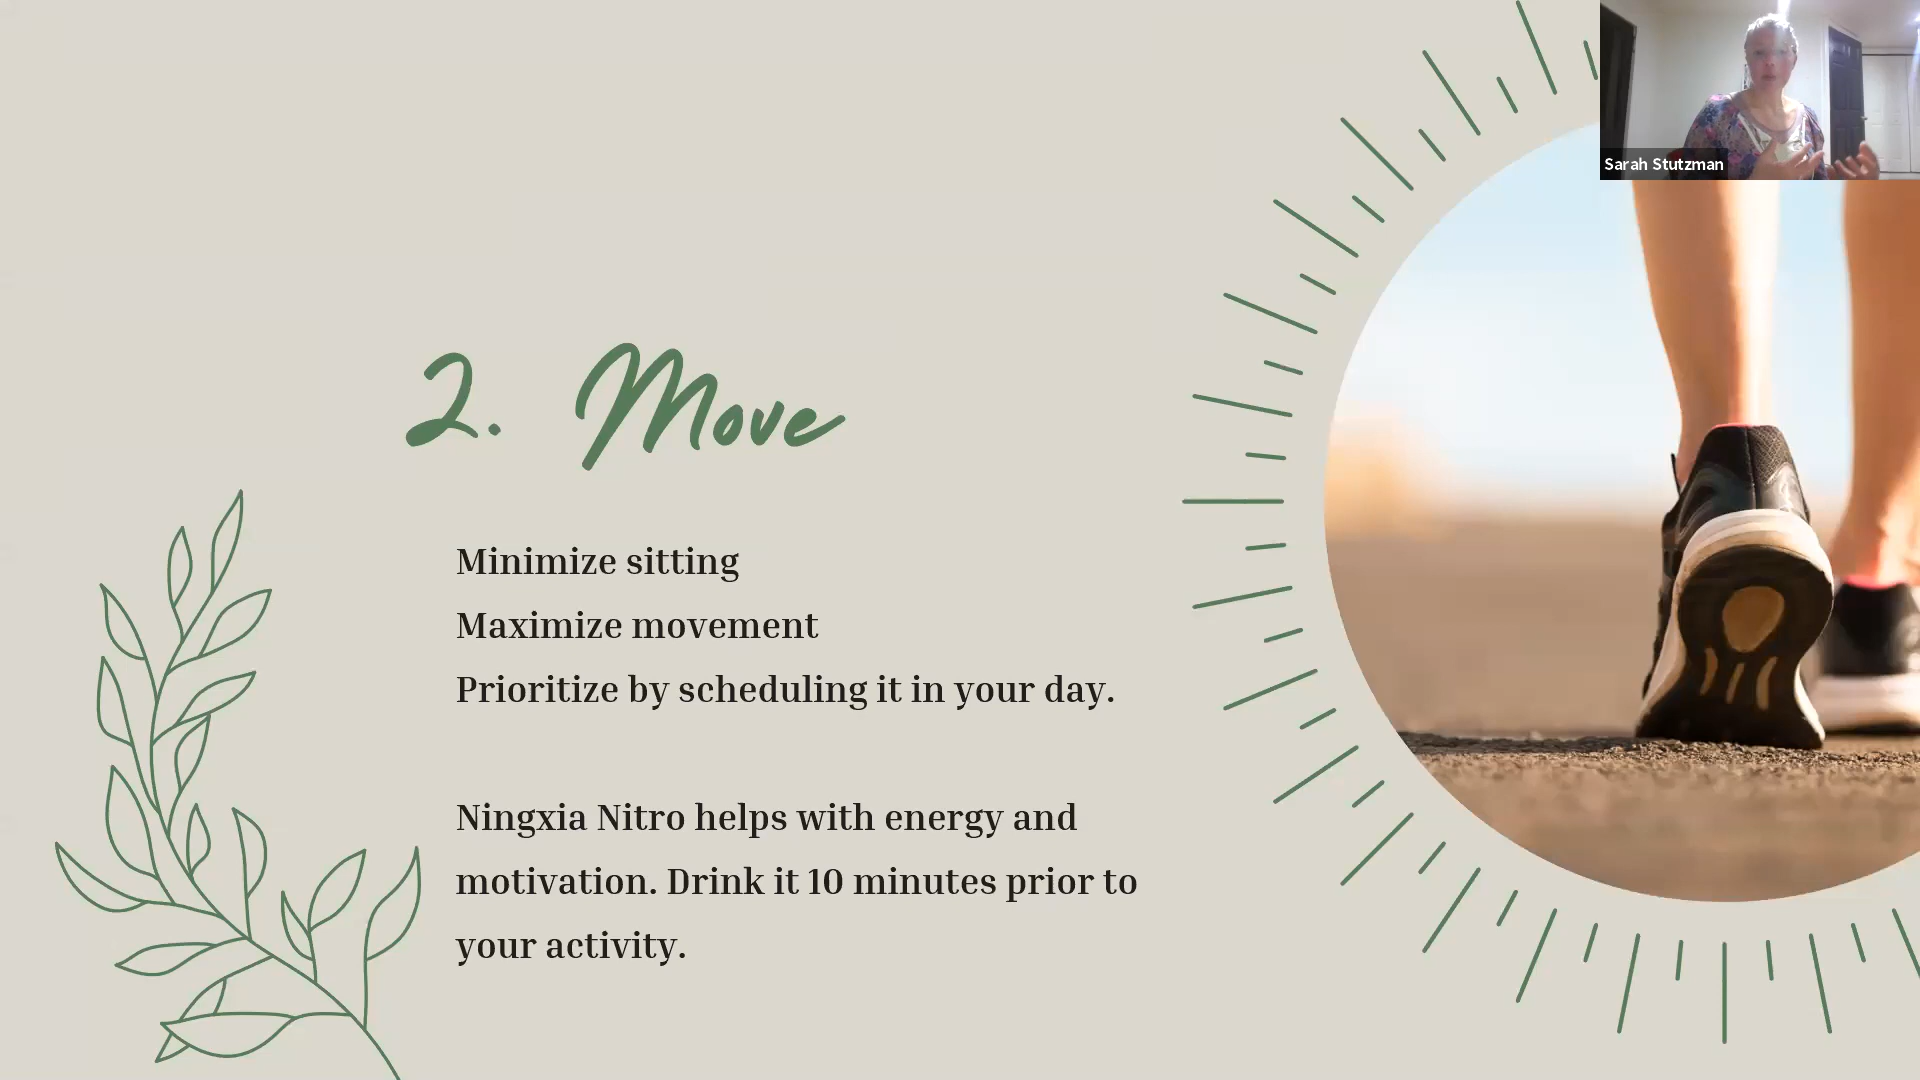 Sarah Stutzman
2. Move
Minimize sitting
Maximize movement
Prioritize by scheduling it in your day.
Ningxia Nitro helps with energy and
motivation. Drink it 10 minutes prior to
your activity.